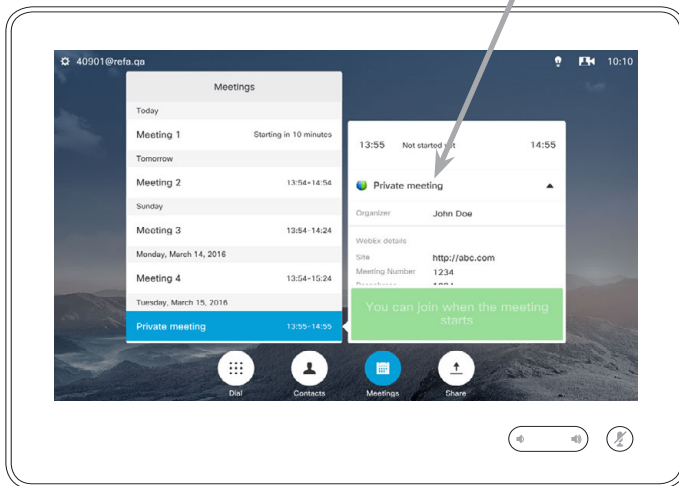 40901@refa.qa
10:10
Meetings
Today
Meeting 1 Starting in 10 minutes
Tomorrow
Meeting 2 13:54-14:54
Sunday
Meeting 3 13:54-14:24
Monday, March 14, 2016
Meeting 4 13:54-15:24
Tuesday, March 15, 2016
Private meeting 13:55-14:55
13:55 Not started yet 14:55
Private meeting
Organizer John Doe
WebEx details
Site http://abc.com
Meeting Number 1234
You can join when the meeting
starts
Dial Contacts Meetings Share